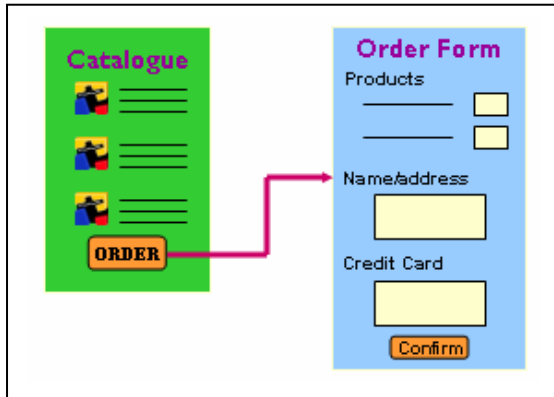 Catalogue
ORDER
Order Form
Products
Name/address
Credit Card
Confirm